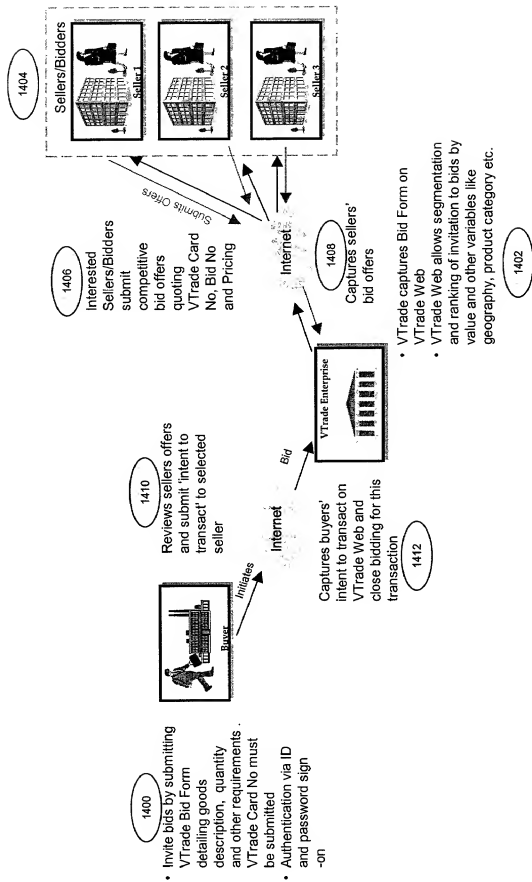 1400
• Invite bids by submitting
VTrade Bid Form
detailing goods
description, quantity
and other requirements .
VTrade Card No must
be submitted
• Authentication via ID
and password sign
-on
Buyer
Initiates
Internet
Bid
1410
Reviews sellers offers
and submit 'intent to
transact' to selected
seller
Captures buyers'
intent to transact on
VTrade Web and
close bidding for this
transaction
1412
VTrade Enterprise
1406
Interested
Sellers/Bidders
submit
competitive
bid offers
quoting
VTrade Card
No, Bid No
and Pricing
Submits Offers
Internet
1408
Captures sellers'
bid offers
• VTrade captures Bid Form on
VTrade Web
• VTrade Web allows segmentation
and ranking of invitation to bids by
value and other variables like
geography, product category etc.
1402
1404
Sellers/Bidders
Seller 1
Seller 2
Seller 3